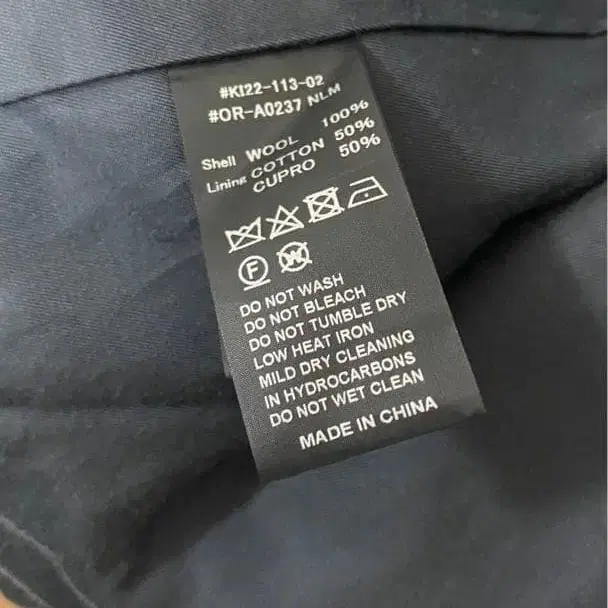 #KI22-113-02
#OR-A0237 NLM
Shell WOOL 100%
Lining COTTON 50%
CUPRO 50%
F W
DO NOT WASH
DO NOT BLEACH
DO NOT TUMBLE DRY
LOW HEAT IRON
MILD DRY CLEANING
IN HYDROCARBONS
DO NOT WET CLEAN
MADE IN CHINA